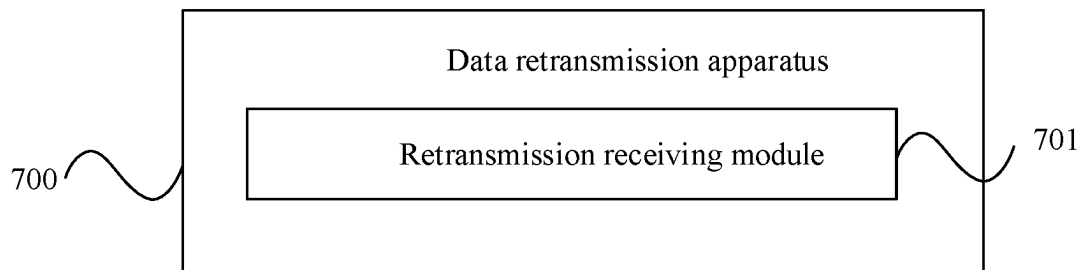 Data retransmission apparatus
Retransmission receiving module
701
700